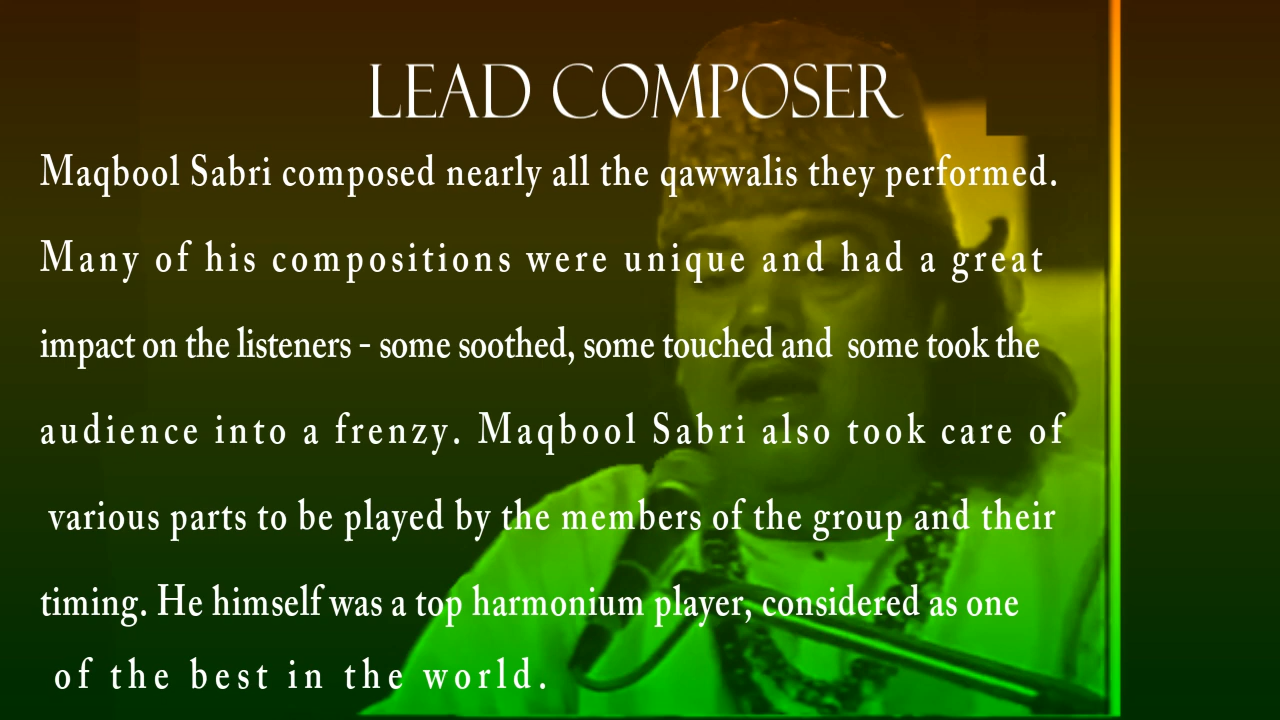 LEAD COMPOSER
Maqbool Sabri composed nearly all the qawwalis they performed.
Many of his compositions were unique and had a great
impact on the listeners - some soothed, some touched and some took the
audience into a frenzy. Maqbool Sabri also took care of
various parts to be played by the members of the group and their
timing. He himself was a top harmonium player, considered as one
of the best in the world.